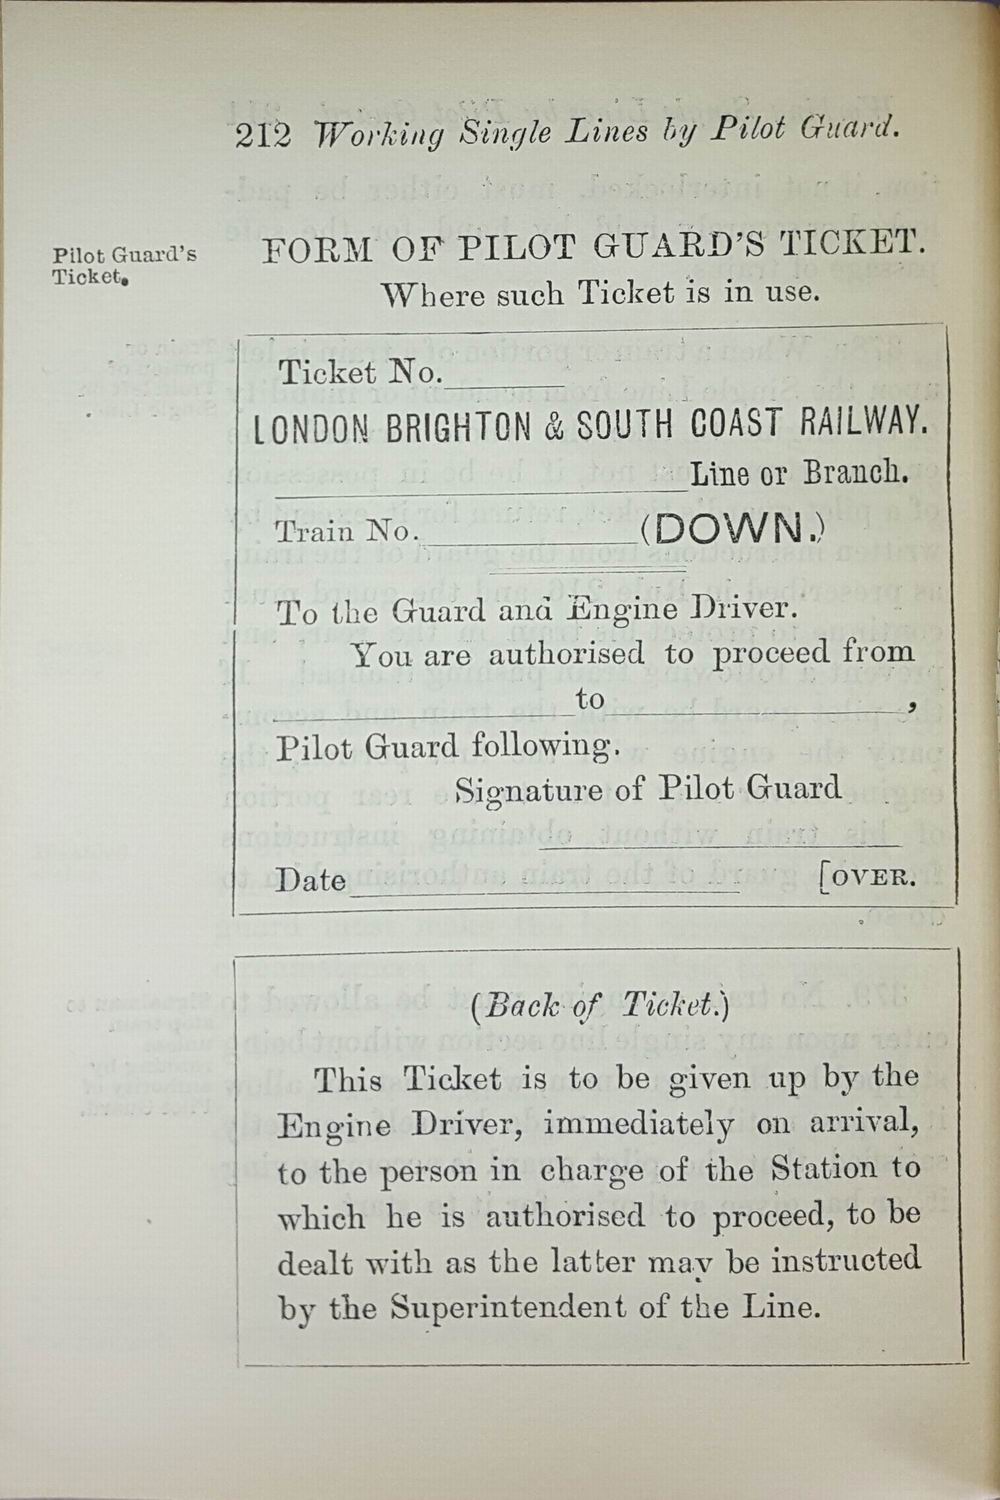 212 Working Single Lines by Pilot Guard.
Pilot Guard's
Ticket.
FORM OF PILOT GUARD'S TICKET.
Where such Ticket is in use.
Ticket No.
LONDON BRIGHTON & SOUTH COAST RAILWAY.
Line or Branch.
Train No. (DOWN.)
To the Guard and Engine Driver.
You are authorised to proceed from
to ,
Pilot Guard following.
Signature of Pilot Guard
Date [OVER.
(Back of Ticket.)
This Ticket is to be given up by the
Engine Driver, immediately on arrival,
to the person in charge of the Station to
which he is authorised to proceed, to be
dealt with as the latter may be instructed
by the Superintendent of the Line.